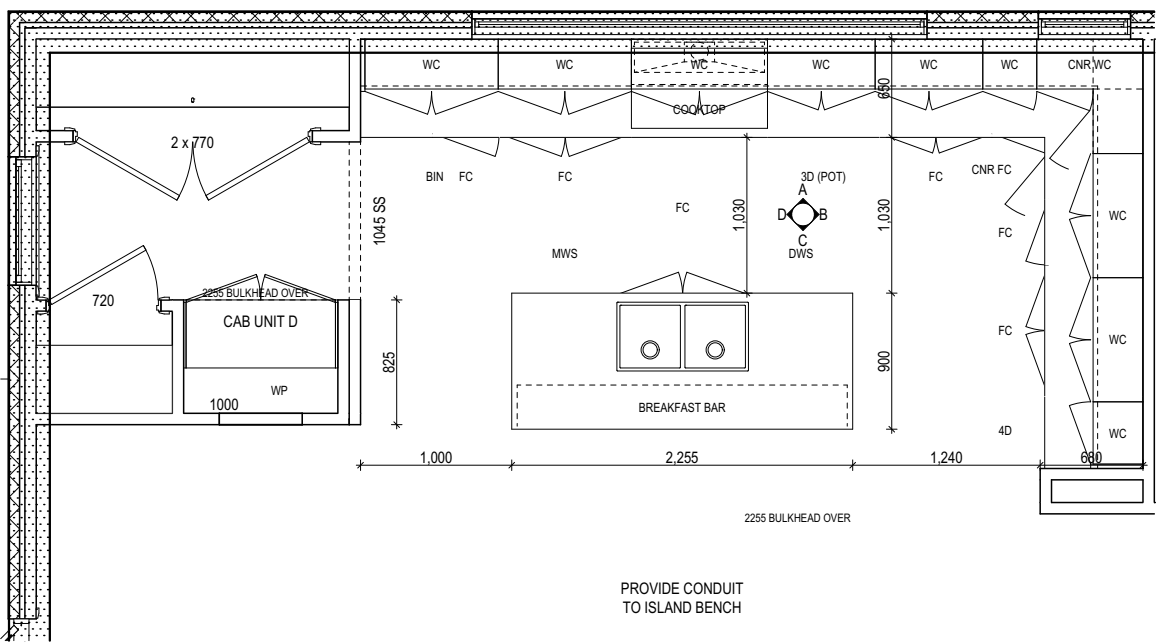 WC
WC
WC
WC
WC
WC
CNR WC
650
COOKTOP
2 x 770
BIN
FC
FC
3D (POT)
FC
CNR FC
A
D
B
C
FC
1045 SS
1,030
1,030
WC
FC
MWS
DWS
720
2255 BULKHEAD OVER
CAB UNIT D
FC
WC
825
900
WP
1000
BREAKFAST BAR
4D
WC
1,000
2,255
1,240
680
2255 BULKHEAD OVER
PROVIDE CONDUIT
TO ISLAND BENCH